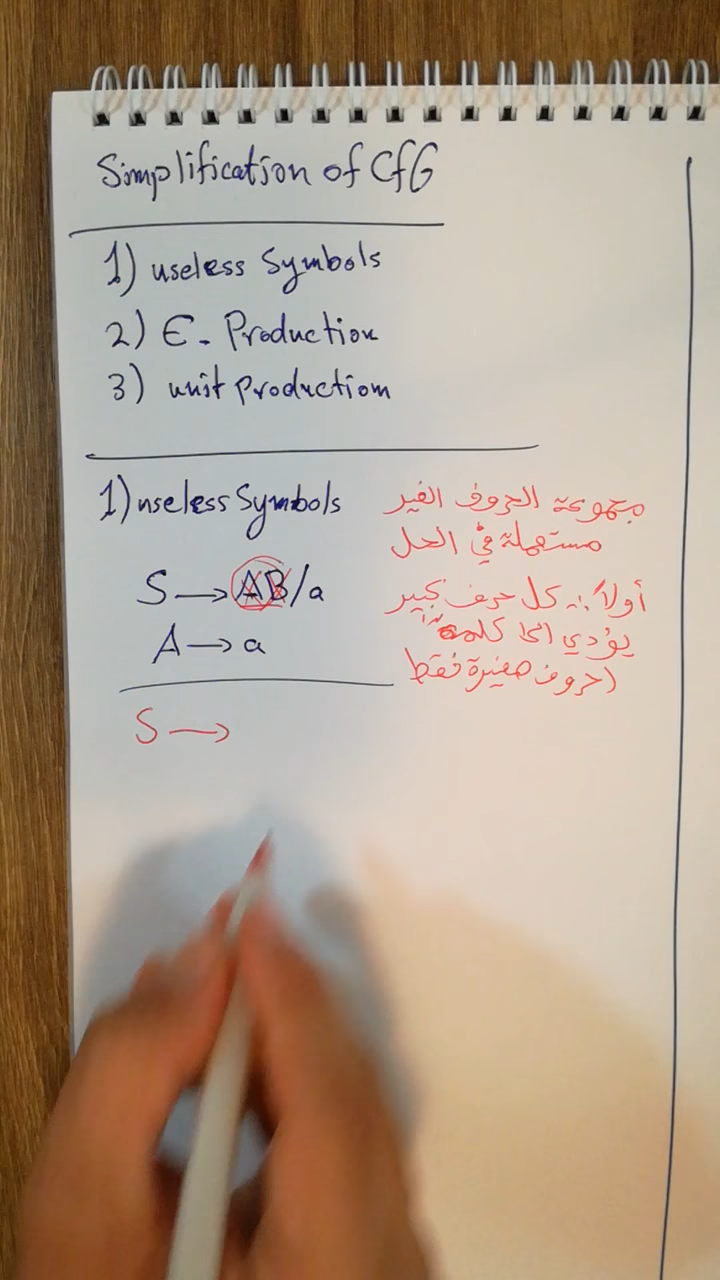 Simplification of CfG
1) useless Symbols
2) ϵ- Production
3) unit Production
1) useless Symbols
مجموعة الحروف الغير
مستعملة في الحل
S → AB/a
أولاً:- كل حرف كبير
A → a
يؤدي الى كلمة
(حروف صغيرة فقط
S →